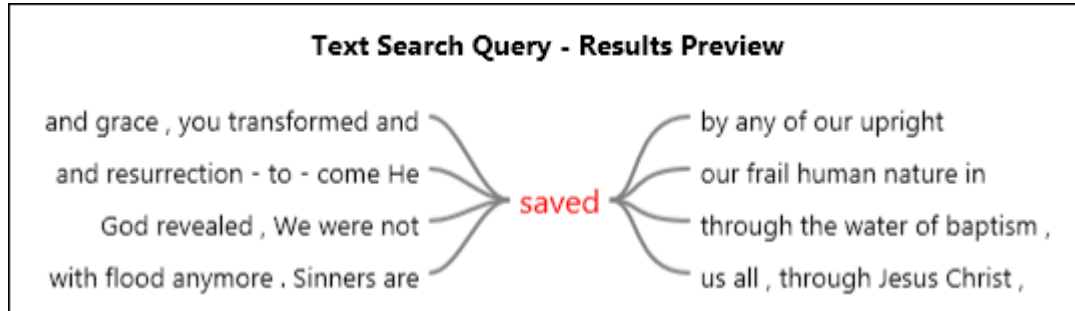 Text Search Query - Results Preview
and grace , you transformed and
and resurrection - to - come He
God revealed , We were not
with flood anymore . Sinners are
saved
by any of our upright
our frail human nature in
through the water of baptism ,
us all , through Jesus Christ ,